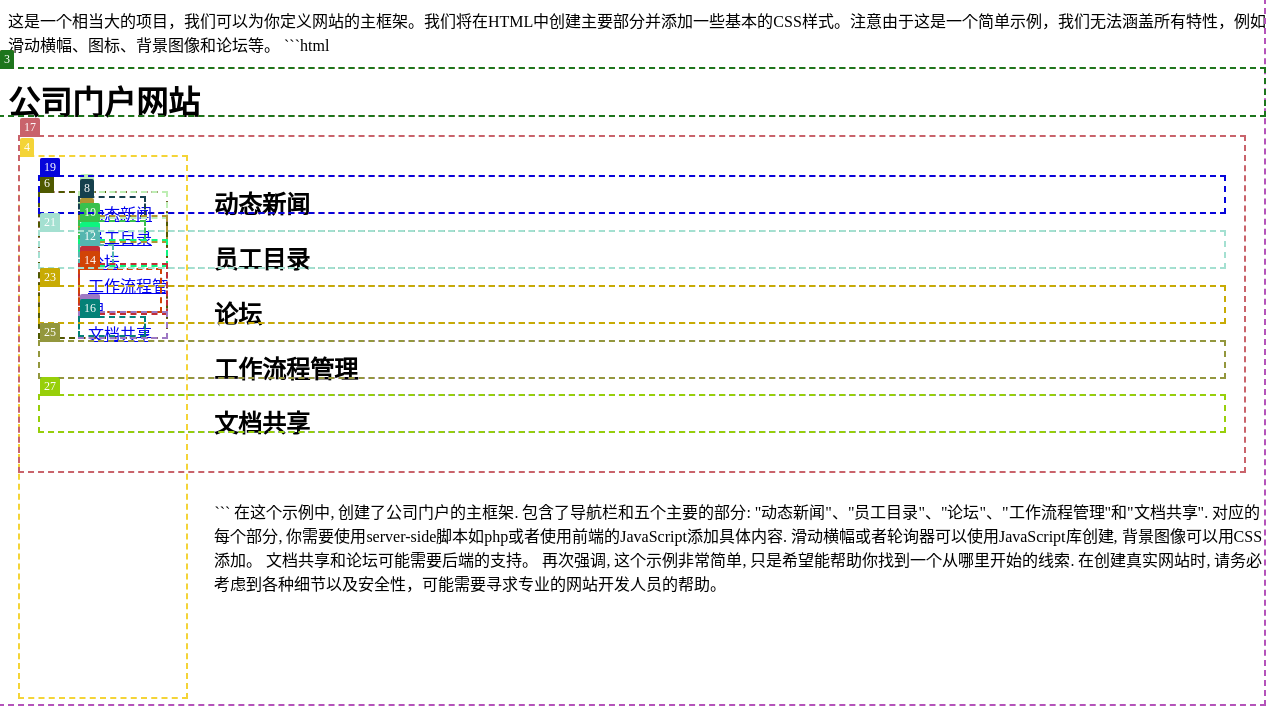 这是一个相当大的项目，我们可以为你定义网站的主框架。我们将在HTML中创建主要部分并添加一些基本的CSS样式。注意由于这是一个简单示例，我们无法涵盖所有特性，例如
滑动横幅、图标、背景图像和论坛等。 ```html
3
公司门户网站
17
4
19
6
8
动态新闻
动态新闻
10
21
员工目录
12
员工目录
论坛
14
23
工作流程管
理
16
论坛
25
文档共享
工作流程管理
27
文档共享
``` 在这个示例中, 创建了公司门户的主框架. 包含了导航栏和五个主要的部分: "动态新闻"、"员工目录"、"论坛"、"工作流程管理"和"文档共享". 对应的
每个部分, 你需要使用server-side脚本如php或者使用前端的JavaScript添加具体内容. 滑动横幅或者轮询器可以使用JavaScript库创建, 背景图像可以用CSS
添加。 文档共享和论坛可能需要后端的支持。 再次强调, 这个示例非常简单, 只是希望能帮助你找到一个从哪里开始的线索. 在创建真实网站时, 请务必
考虑到各种细节以及安全性，可能需要寻求专业的网站开发人员的帮助。